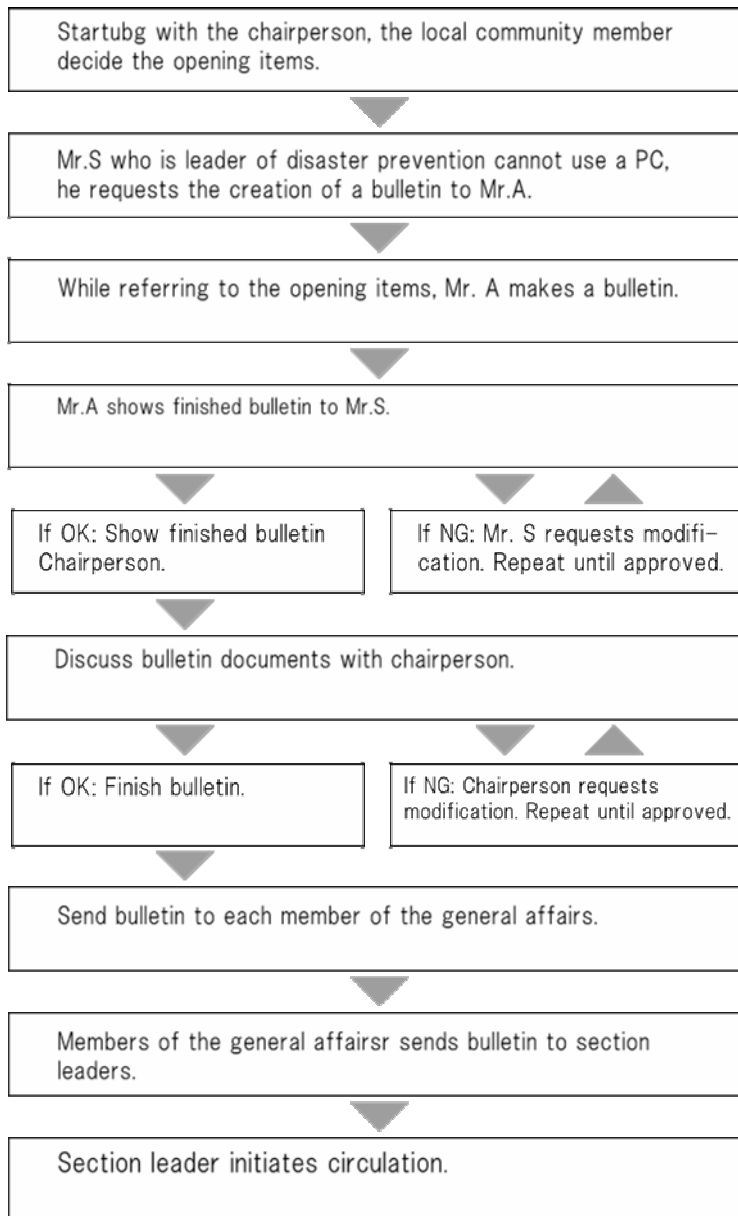 Startubg with the chairperson, the local community member
decide the opening items.
Mr.S who is leader of disaster prevention cannot use a PC,
he requests the creation of a bulletin to Mr.A.
While referring to the opening items, Mr. A makes a bulletin.
Mr.A shows finished bulletin to Mr.S.
If OK: Show finished bulletin
Chairperson.
If NG: Mr. S requests modifi-
cation. Repeat until approved.
Discuss bulletin documents with chairperson.
If OK: Finish bulletin.
If NG: Chairperson requests
modification. Repeat until approved.
Send bulletin to each member of the general affairs.
Members of the general affairsr sends bulletin to section
leaders.
Section leader initiates circulation.